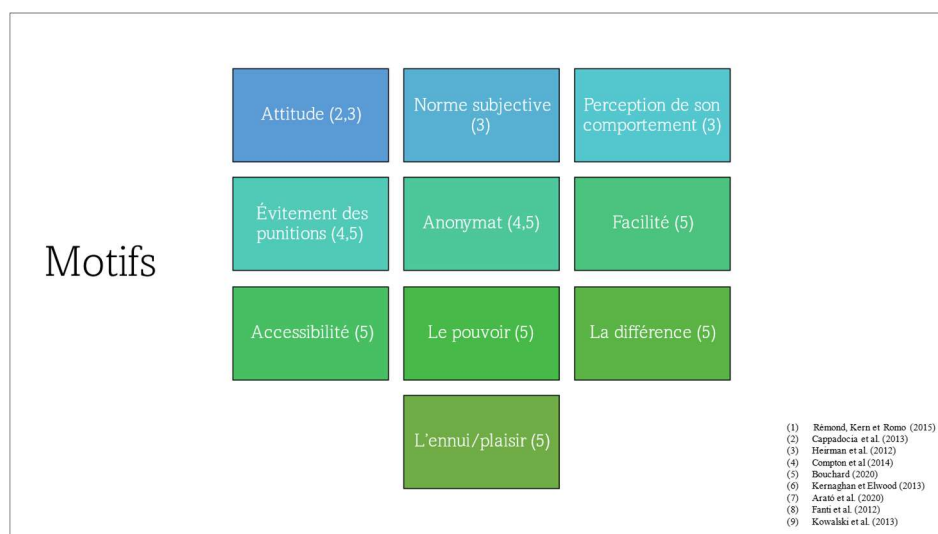 Motifs
Attitude (2,3)
Norme subjective
(3)
Perception de son
comportement (3)
Évitement des
punitions (4,5)
Anonymat (4,5)
Facilité (5)
Accessibilité (5)
Le pouvoir (5)
La différence (5)
L'ennui/plaisir (5)
(1) Rémond, Kern et Romo (2015)
(2) Cappadocia et al. (2013)
(3) Heirman et al. (2012)
(4) Compton et al (2014)
(5) Bouchard (2020)
(6) Kernaghan et Elwood (2013)
(7) Arató et al. (2020)
(8) Fanti et al. (2012)
(9) Kowalski et al. (2013)